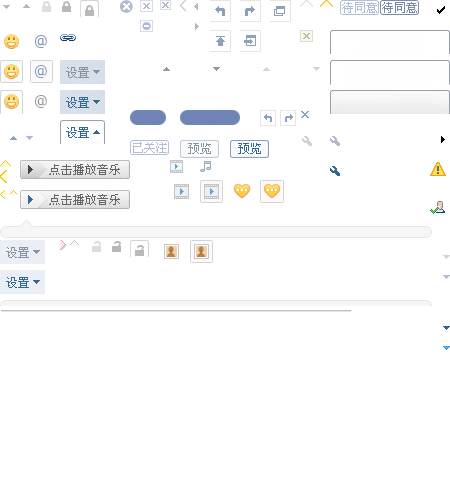 待同意 待同意
@
@ 设置
@ 设置
设置
已关注 预览 预览
点击播放音乐
点击播放音乐
设置
设置